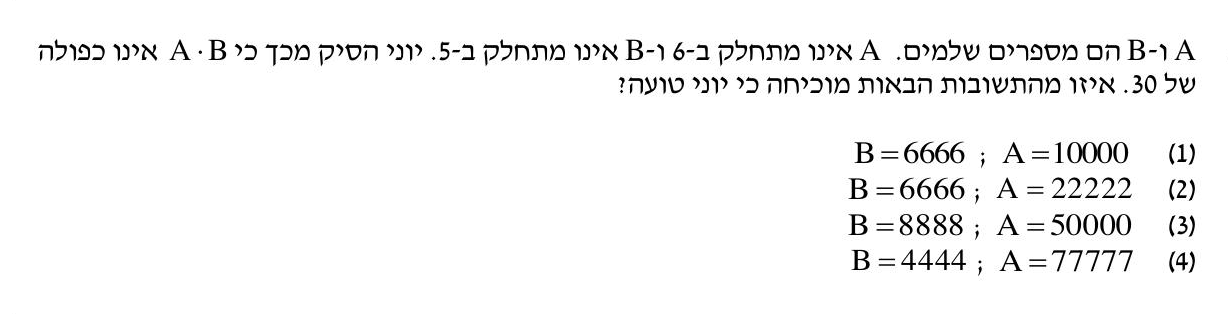 A ו-B הם מספרים שלמים. A אינו מתחלק ב-6 ו-B אינו מתחלק ב-5. יוני הסיק מכך כי A · B אינו כפולה
של 30. איזו מהתשובות הבאות מוכיחה כי יוני טועה?
(1) A = 10000 ; B = 6666
(2) A = 22222 ; B = 6666
(3) A = 50000 ; B = 8888
(4) A = 77777 ; B = 4444